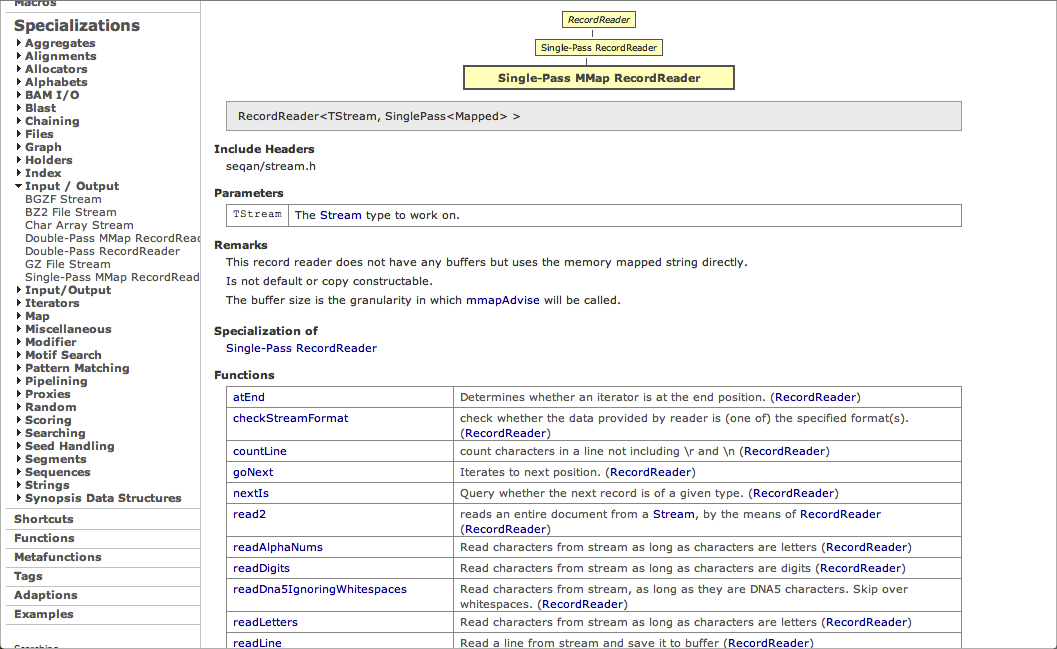 Macros
Specializations
Aggregates
Alignments
Allocators
Alphabets
BAM I/O
Blast
Chaining
Files
Graph
Holders
Index
Input / Output
BGZF Stream
BZ2 File Stream
Char Array Stream
Double-Pass MMap RecordRead
Double-Pass RecordReader
GZ File Stream
Single-Pass MMap RecordRead
Input/Output
Iterators
Map
Miscellaneous
Modifier
Motif Search
Pattern Matching
Pipelining
Proxies
Random
Scoring
Searching
Seed Handling
Segments
Sequences
Strings
Synopsis Data Structures
Shortcuts
Functions
Metafunctions
Tags
Adaptions
Examples
RecordReader
Single-Pass RecordReader
Single-Pass MMap RecordReader
RecordReader<TStream, SinglePass<Mapped> >
Include Headers
seqan/stream.h
Parameters
TStream The Stream type to work on.
Remarks
This record reader does not have any buffers but uses the memory mapped string directly.
Is not default or copy constructable.
The buffer size is the granularity in which mmapAdvise will be called.
Specialization of
Single-Pass RecordReader
Functions
atEnd Determines whether an iterator is at the end position. (RecordReader)
checkStreamFormat check whether the data provided by reader is (one of) the specified format(s).
(RecordReader)
countLine count characters in a line not including \r and \n (RecordReader)
goNext Iterates to next position. (RecordReader)
nextIs Query whether the next record is of a given type. (RecordReader)
read2 reads an entire document from a Stream, by the means of RecordReader
(RecordReader)
readAlphaNums Read characters from stream as long as characters are letters (RecordReader)
readDigits Read characters from stream as long as characters are digits (RecordReader)
readDna5IgnoringWhitespaces Read characters from stream, as long as they are DNA5 characters. Skip over
whitespaces. (RecordReader)
readLetters Read characters from stream as long as characters are letters (RecordReader)
readLine Read a line from stream and save it to buffer (RecordReader)